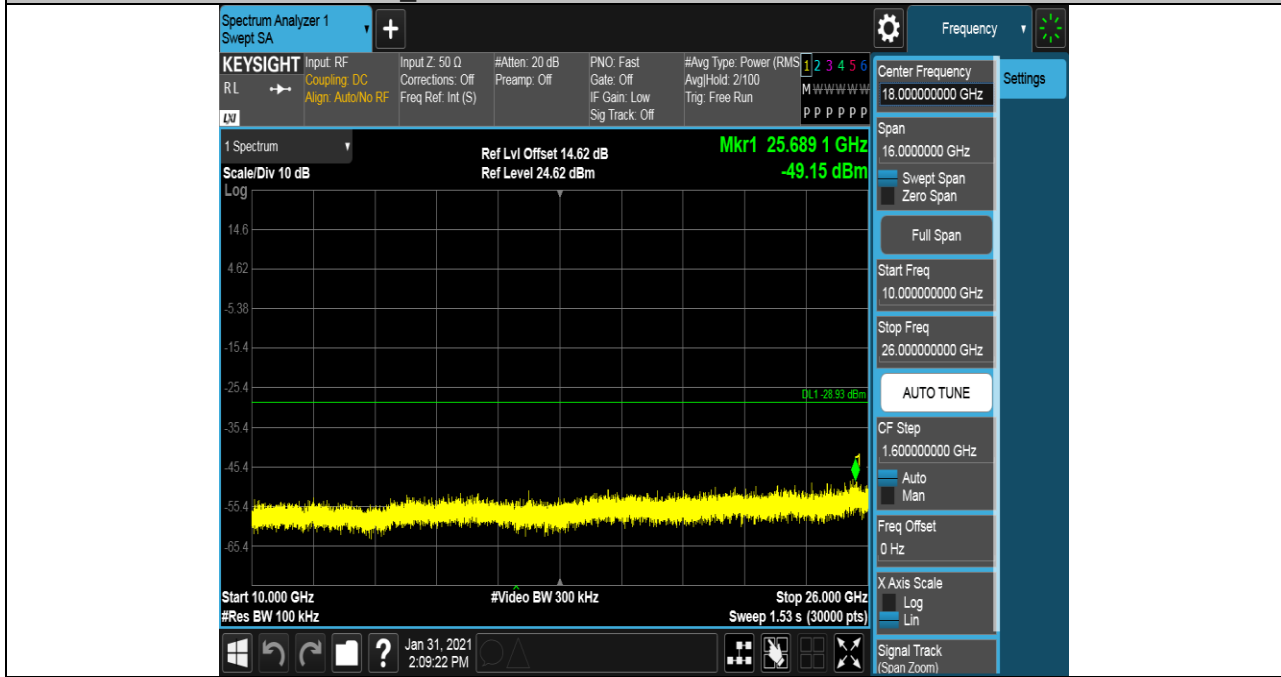 Spectrum Analyzer 1
Swept SA
+
Frequency
KEYSIGHT
RL
LXI
Input: RF
Coupling: DC
Align: Auto/No RF
Input Z: 50 Ω
Corrections: Off
Freq Ref: Int (S)
#Atten: 20 dB
Preamp: Off
PNO: Fast
Gate: Off
IF Gain: Low
Sig Track: Off
#Avg Type: Power (RMS
Avg|Hold: 2/100
Trig: Free Run
1 2 3 4 5 6
M W W W W W
P P P P P P
1 Spectrum
Scale/Div 10 dB
Log
Ref Lvl Offset 14.62 dB
Ref Level 24.62 dBm
Mkr1 25.689 1 GHz
-49.15 dBm
14.6
4.62
-5.38
-15.4
-25.4
DL1 -28.93 dBm
-35.4
-45.4
1
-55.4
-65.4
Start 10.000 GHz
#Video BW 300 kHz
Stop 26.000 GHz
#Res BW 100 kHz
Sweep 1.53 s (30000 pts)
?
Jan 31, 2021
2:09:22 PM
Center Frequency
18.000000000 GHz
Settings
Span
16.0000000 GHz
Swept Span
Zero Span
Full Span
Start Freq
10.000000000 GHz
Stop Freq
26.000000000 GHz
AUTO TUNE
CF Step
1.600000000 GHz
Auto
Man
Freq Offset
0 Hz
X Axis Scale
Log
Lin
Signal Track
(Span Zoom)